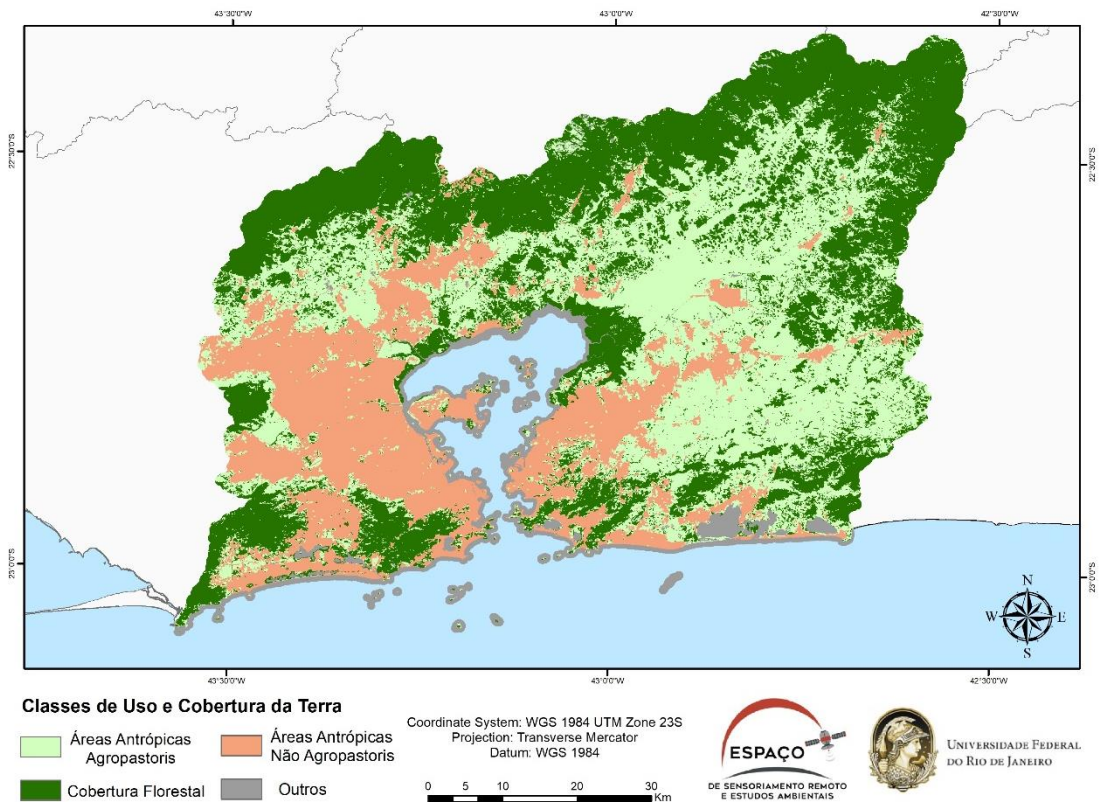 43°30'0"W
43°0'0"W
42°30'0"W
22°30'0"S
22°30'0"S
23°0'0"S
23°0'0"S
N
W
E
S
43°30'0"W
43°0'0"W
42°30'0"W
Classes de Uso e Cobertura da Terra
Áreas Antrópicas
Agropastoris
Áreas Antrópicas
Não Agropastoris
Cobertura Florestal
Outros
Coordinate System: WGS 1984 UTM Zone 23S
Projection: Transverse Mercator
Datum: WGS 1984
0 5 10 20 30
Km
ESPAÇO
DE SENSORIAMENTO REMOTO
E ESTUDOS AMBIENTAIS
UNIVERSIDADE FEDERAL
DO RIO DE JANEIRO